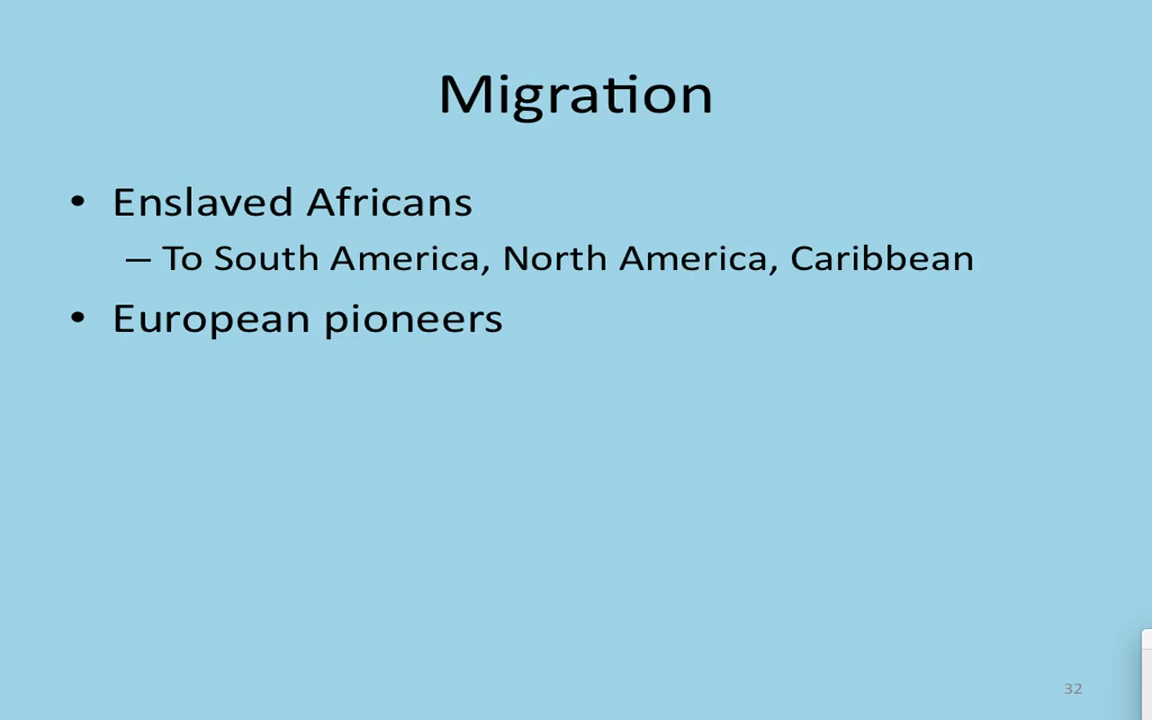 Migration
• Enslaved Africans
– To South America, North America, Caribbean
• European pioneers
32